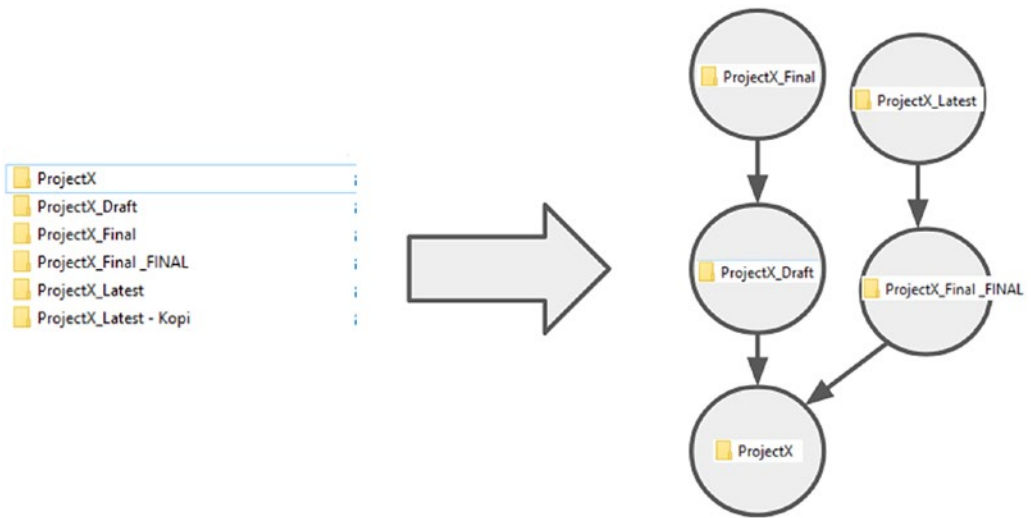 ProjectX
ProjectX_Draft
ProjectX_Final
ProjectX_Final _FINAL
ProjectX_Latest
ProjectX_Latest - Kopi
ProjectX_Final
ProjectX_Latest
ProjectX_Draft
ProjectX_Final _FINAL
ProjectX